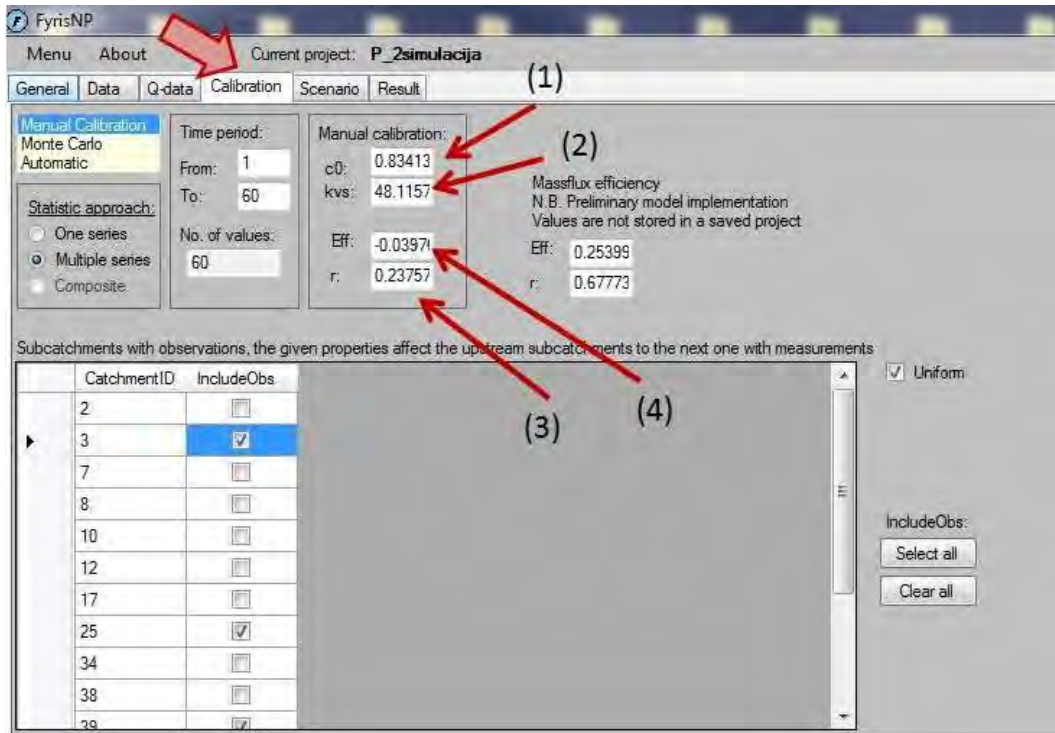 FyrisNP
Menu About Current project: P_2simulacija
General Data Q-data Calibration Scenario Result
(1)
Manual Calibration
Monte Carlo
Automatic
Statistic approach:
One series
Multiple series
Composite
Time period:
From: 1
To: 60
No. of values:
60
Manual calibration:
c0: 0.83413
kvs: 48.1157
Eff: -0.0397
r: 0.23757
(2)
Massflux efficiency
N.B. Preliminary model implementation
Values are not stored in a saved project
Eff: 0.25399
r: 0.67773
Subcatchments with observations, the given properties affect the upstream subcatchments to the next one with measurements
CatchmentID IncludeObs
2
3
7
8
10
12
17
25
34
38
39
(3)
(4)
Uniform
IncludeObs:
Select all
Clear all